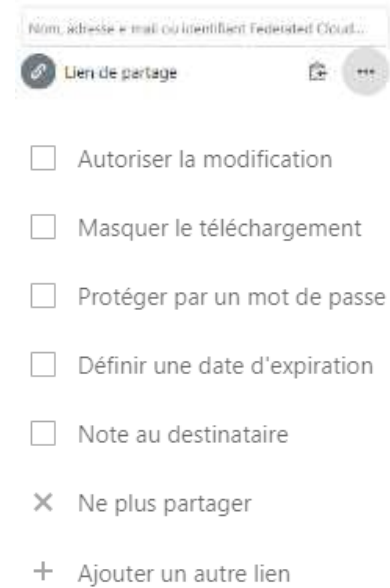 Nom, adresse e-mail ou identifiant Federated Cloud...
Lien de partage
Autoriser la modification
Masquer le téléchargement
Protéger par un mot de passe
Définir une date d'expiration
Note au destinataire
Ne plus partager
Ajouter un autre lien